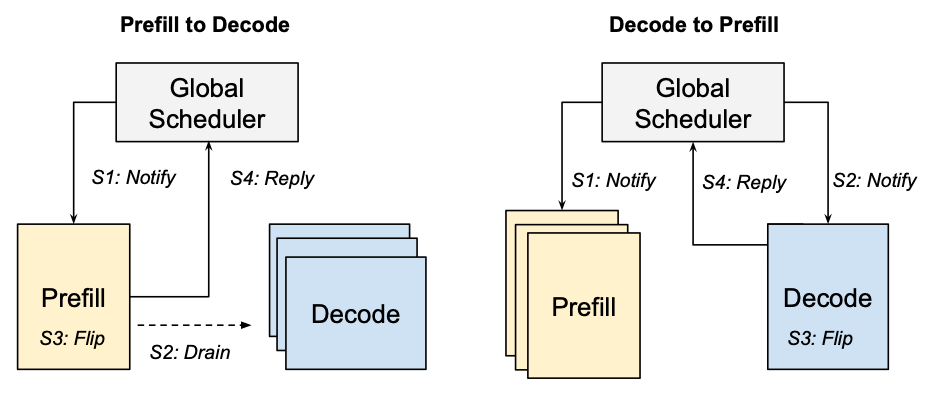 Prefill to Decode
Global
Scheduler
S1: Notify
S4: Reply
Prefill
S3: Flip
S2: Drain
Decode
Decode to Prefill
Global
Scheduler
S1: Notify
S4: Reply
S2: Notify
Prefill
Decode
S3: Flip